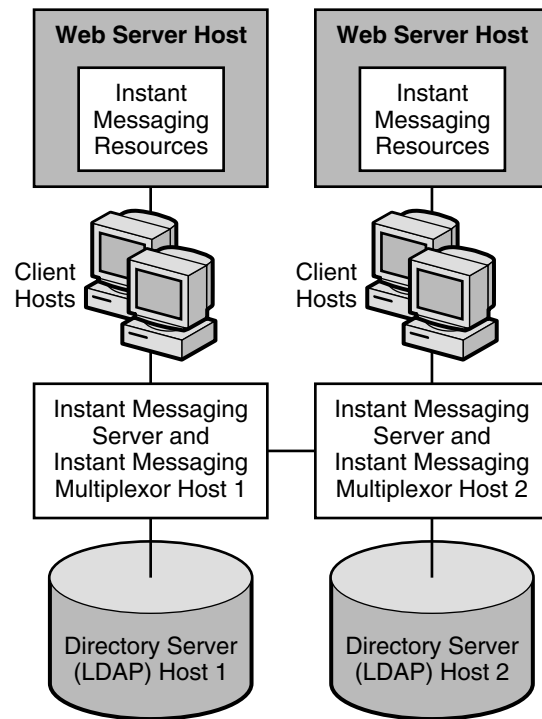 Web Server Host
Instant
Messaging
Resources
Client
Hosts
Instant Messaging
Server and
Instant Messaging
Multiplexor Host 1
Directory Server
(LDAP) Host 1
Web Server Host
Instant
Messaging
Resources
Client
Hosts
Instant Messaging
Server and
Instant Messaging
Multiplexor Host 2
Directory Server
(LDAP) Host 2